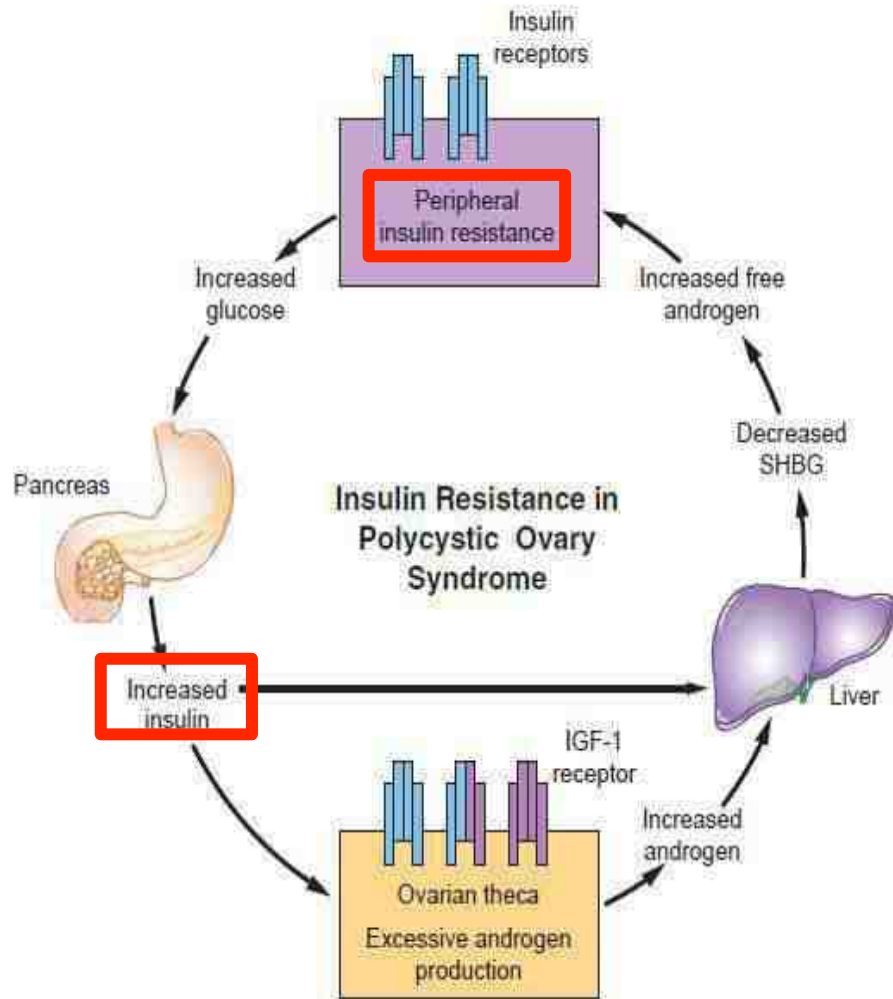 Insulin
receptors
Peripheral
insulin resistance
Increased
glucose
Increased free
androgen
Pancreas
Decreased
SHBG
Insulin Resistance in
Polycystic Ovary
Syndrome
Increased
insulin
Liver
IGF-1
receptor
Increased
androgen
Ovarian theca
Excessive androgen
production